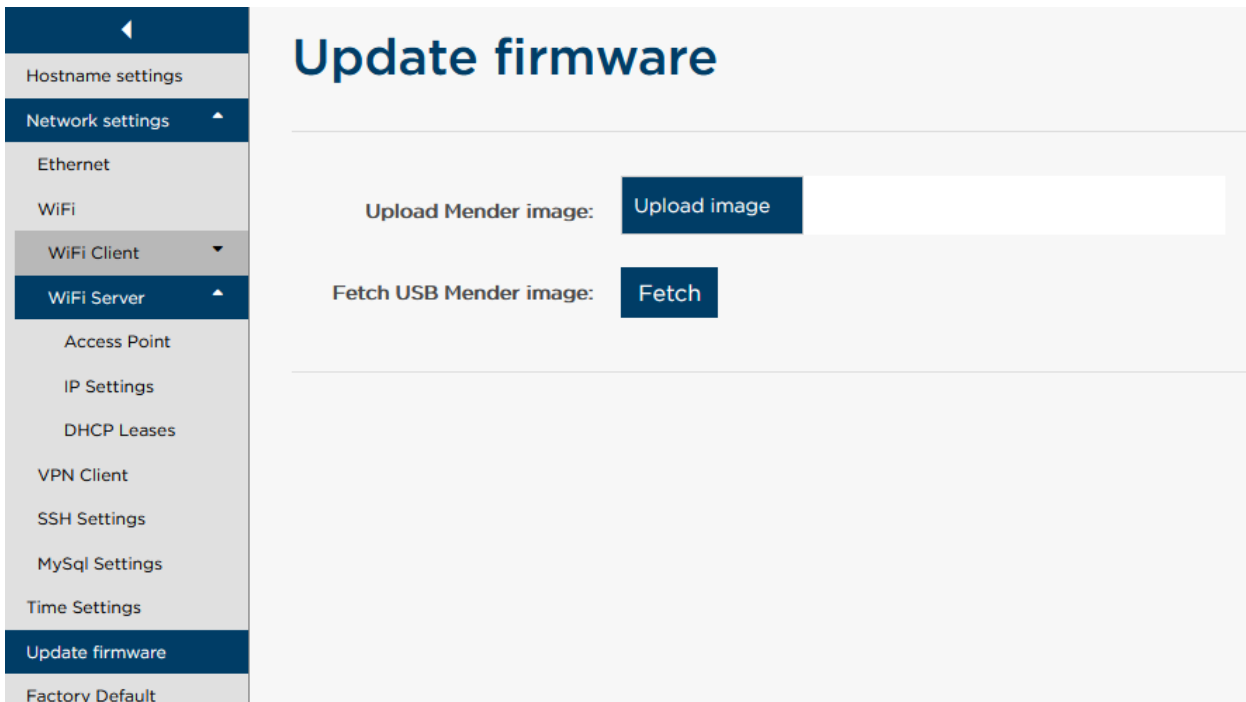 Hostname settings
Network settings
Ethernet
WiFi
WiFi Client
WiFi Server
Access Point
IP Settings
DHCP Leases
VPN Client
SSH Settings
MySql Settings
Time Settings
Update firmware
Factory Default
Update firmware
Upload Mender image: Upload image
Fetch USB Mender image: Fetch